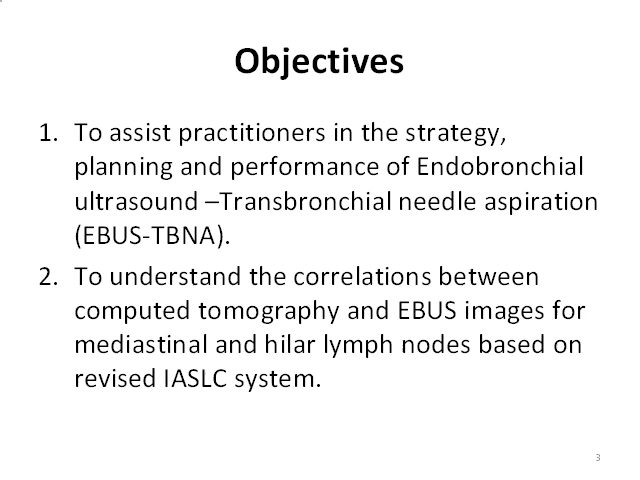 Objectives
1. To assist practitioners in the strategy,
planning and performance of Endobronchial
ultrasound –Transbronchial needle aspiration
(EBUS-TBNA).
2. To understand the correlations between
computed tomography and EBUS images for
mediastinal and hilar lymph nodes based on
revised IASLC system.
3